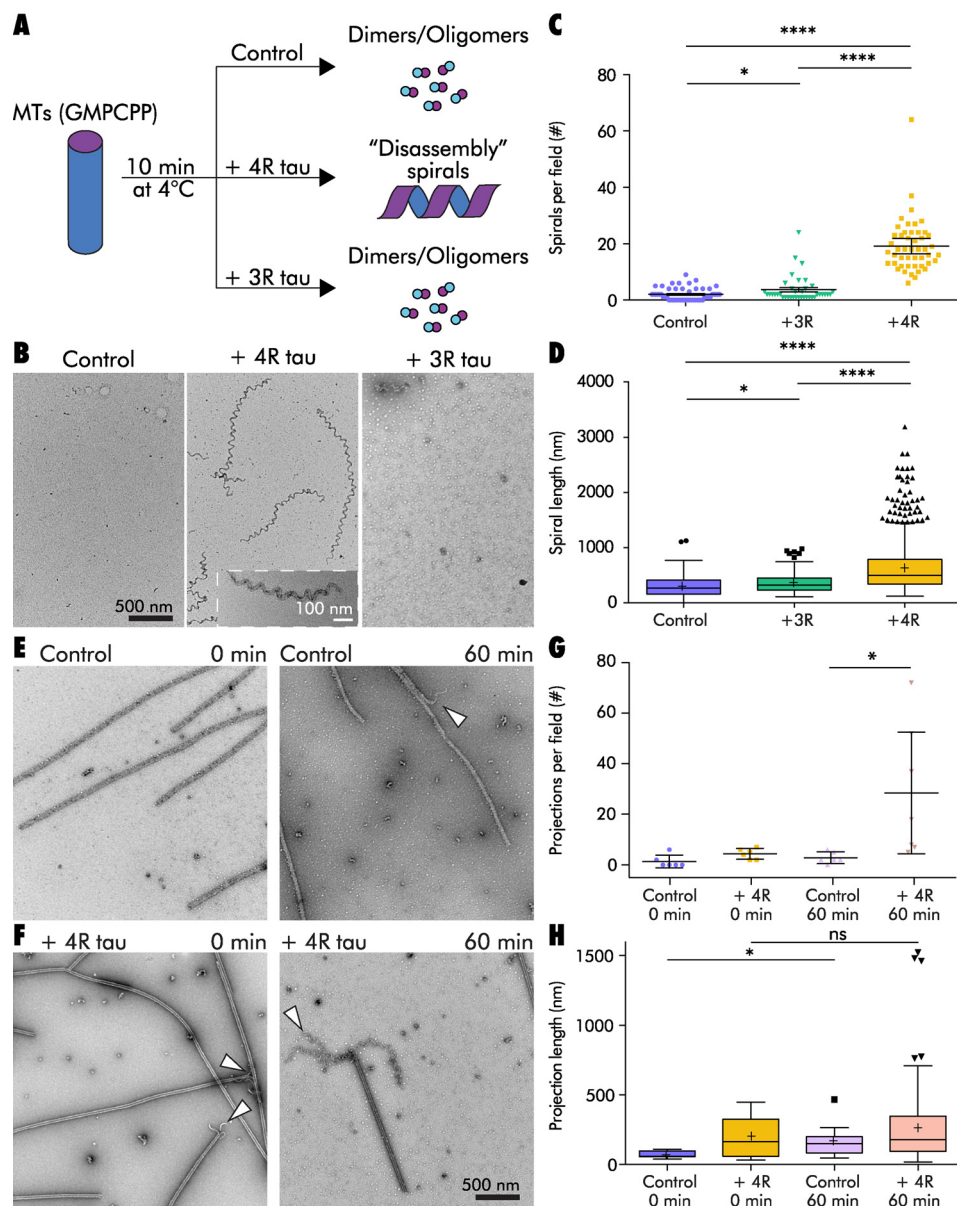 A
MTs (GMPCPP)
10 min
at 4°C
Control
Dimers/Oligomers
+ 4R tau
“Disassembly”
spirals
+ 3R tau
Dimers/Oligomers
B
Control
+ 4R tau
+ 3R tau
500 nm
100 nm
C
Spirals per field (#)
80
60
40
20
0
****
*
****
Control
+3R
+4R
D
Spiral length (nm)
4000
3000
2000
1000
0
****
*
****
Control
+3R
+4R
E
Control
0 min
Control
60 min
F
+ 4R tau
0 min
+ 4R tau
60 min
500 nm
G
Projections per field (#)
80
60
40
20
0
*
Control
0 min
+ 4R
0 min
Control
60 min
+ 4R
60 min
H
Projection length (nm)
1500
1000
500
0
ns
*
Control
0 min
+ 4R
0 min
Control
60 min
+ 4R
60 min